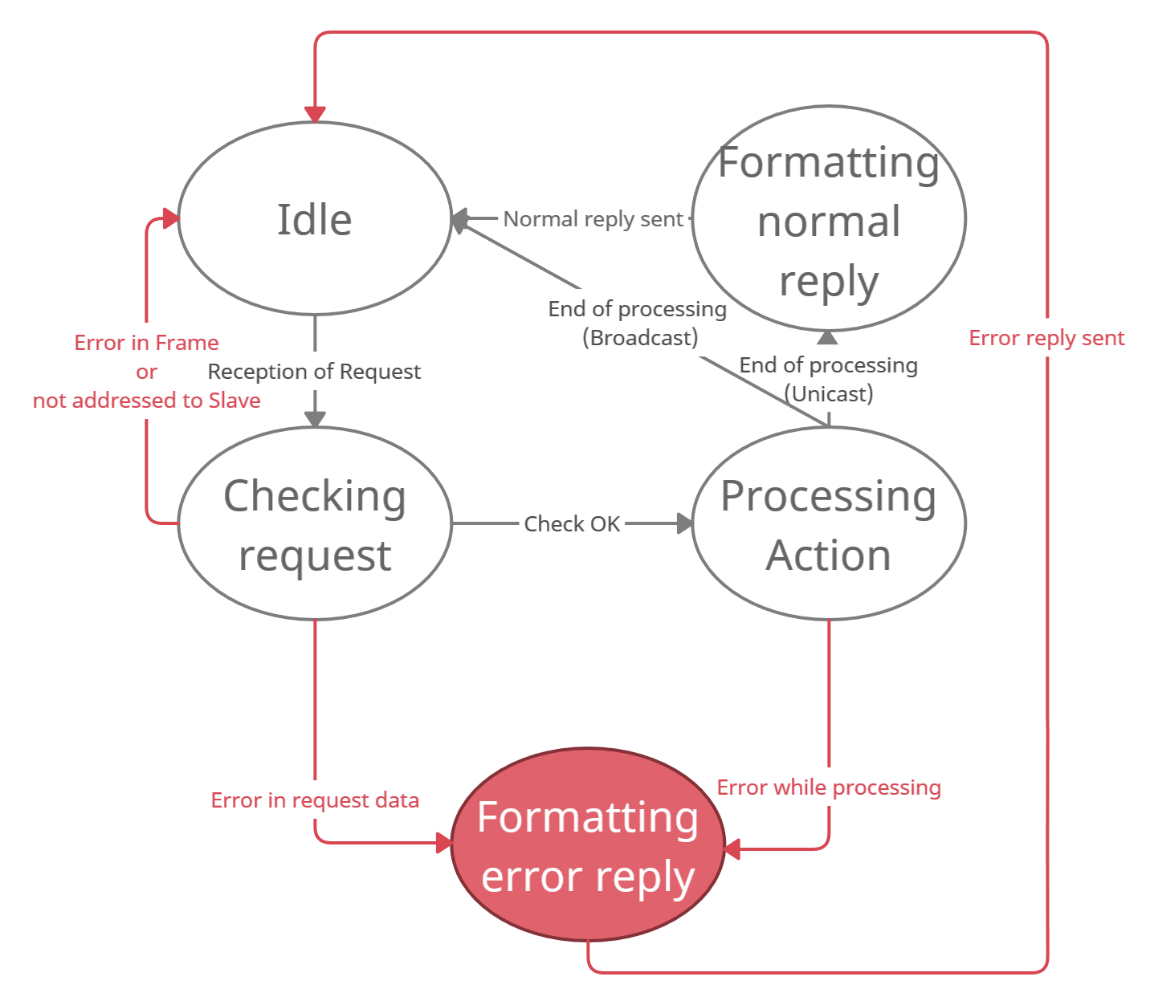 Idle
Formatting
normal
reply
Normal reply sent
End of processing
(Broadcast)
Error reply sent
Error in Frame
or
not addressed to Slave
Reception of Request
End of processing
(Unicast)
Checking
request
Check OK
Processing
Action
Error in request data
Error while processing
Formatting
error reply